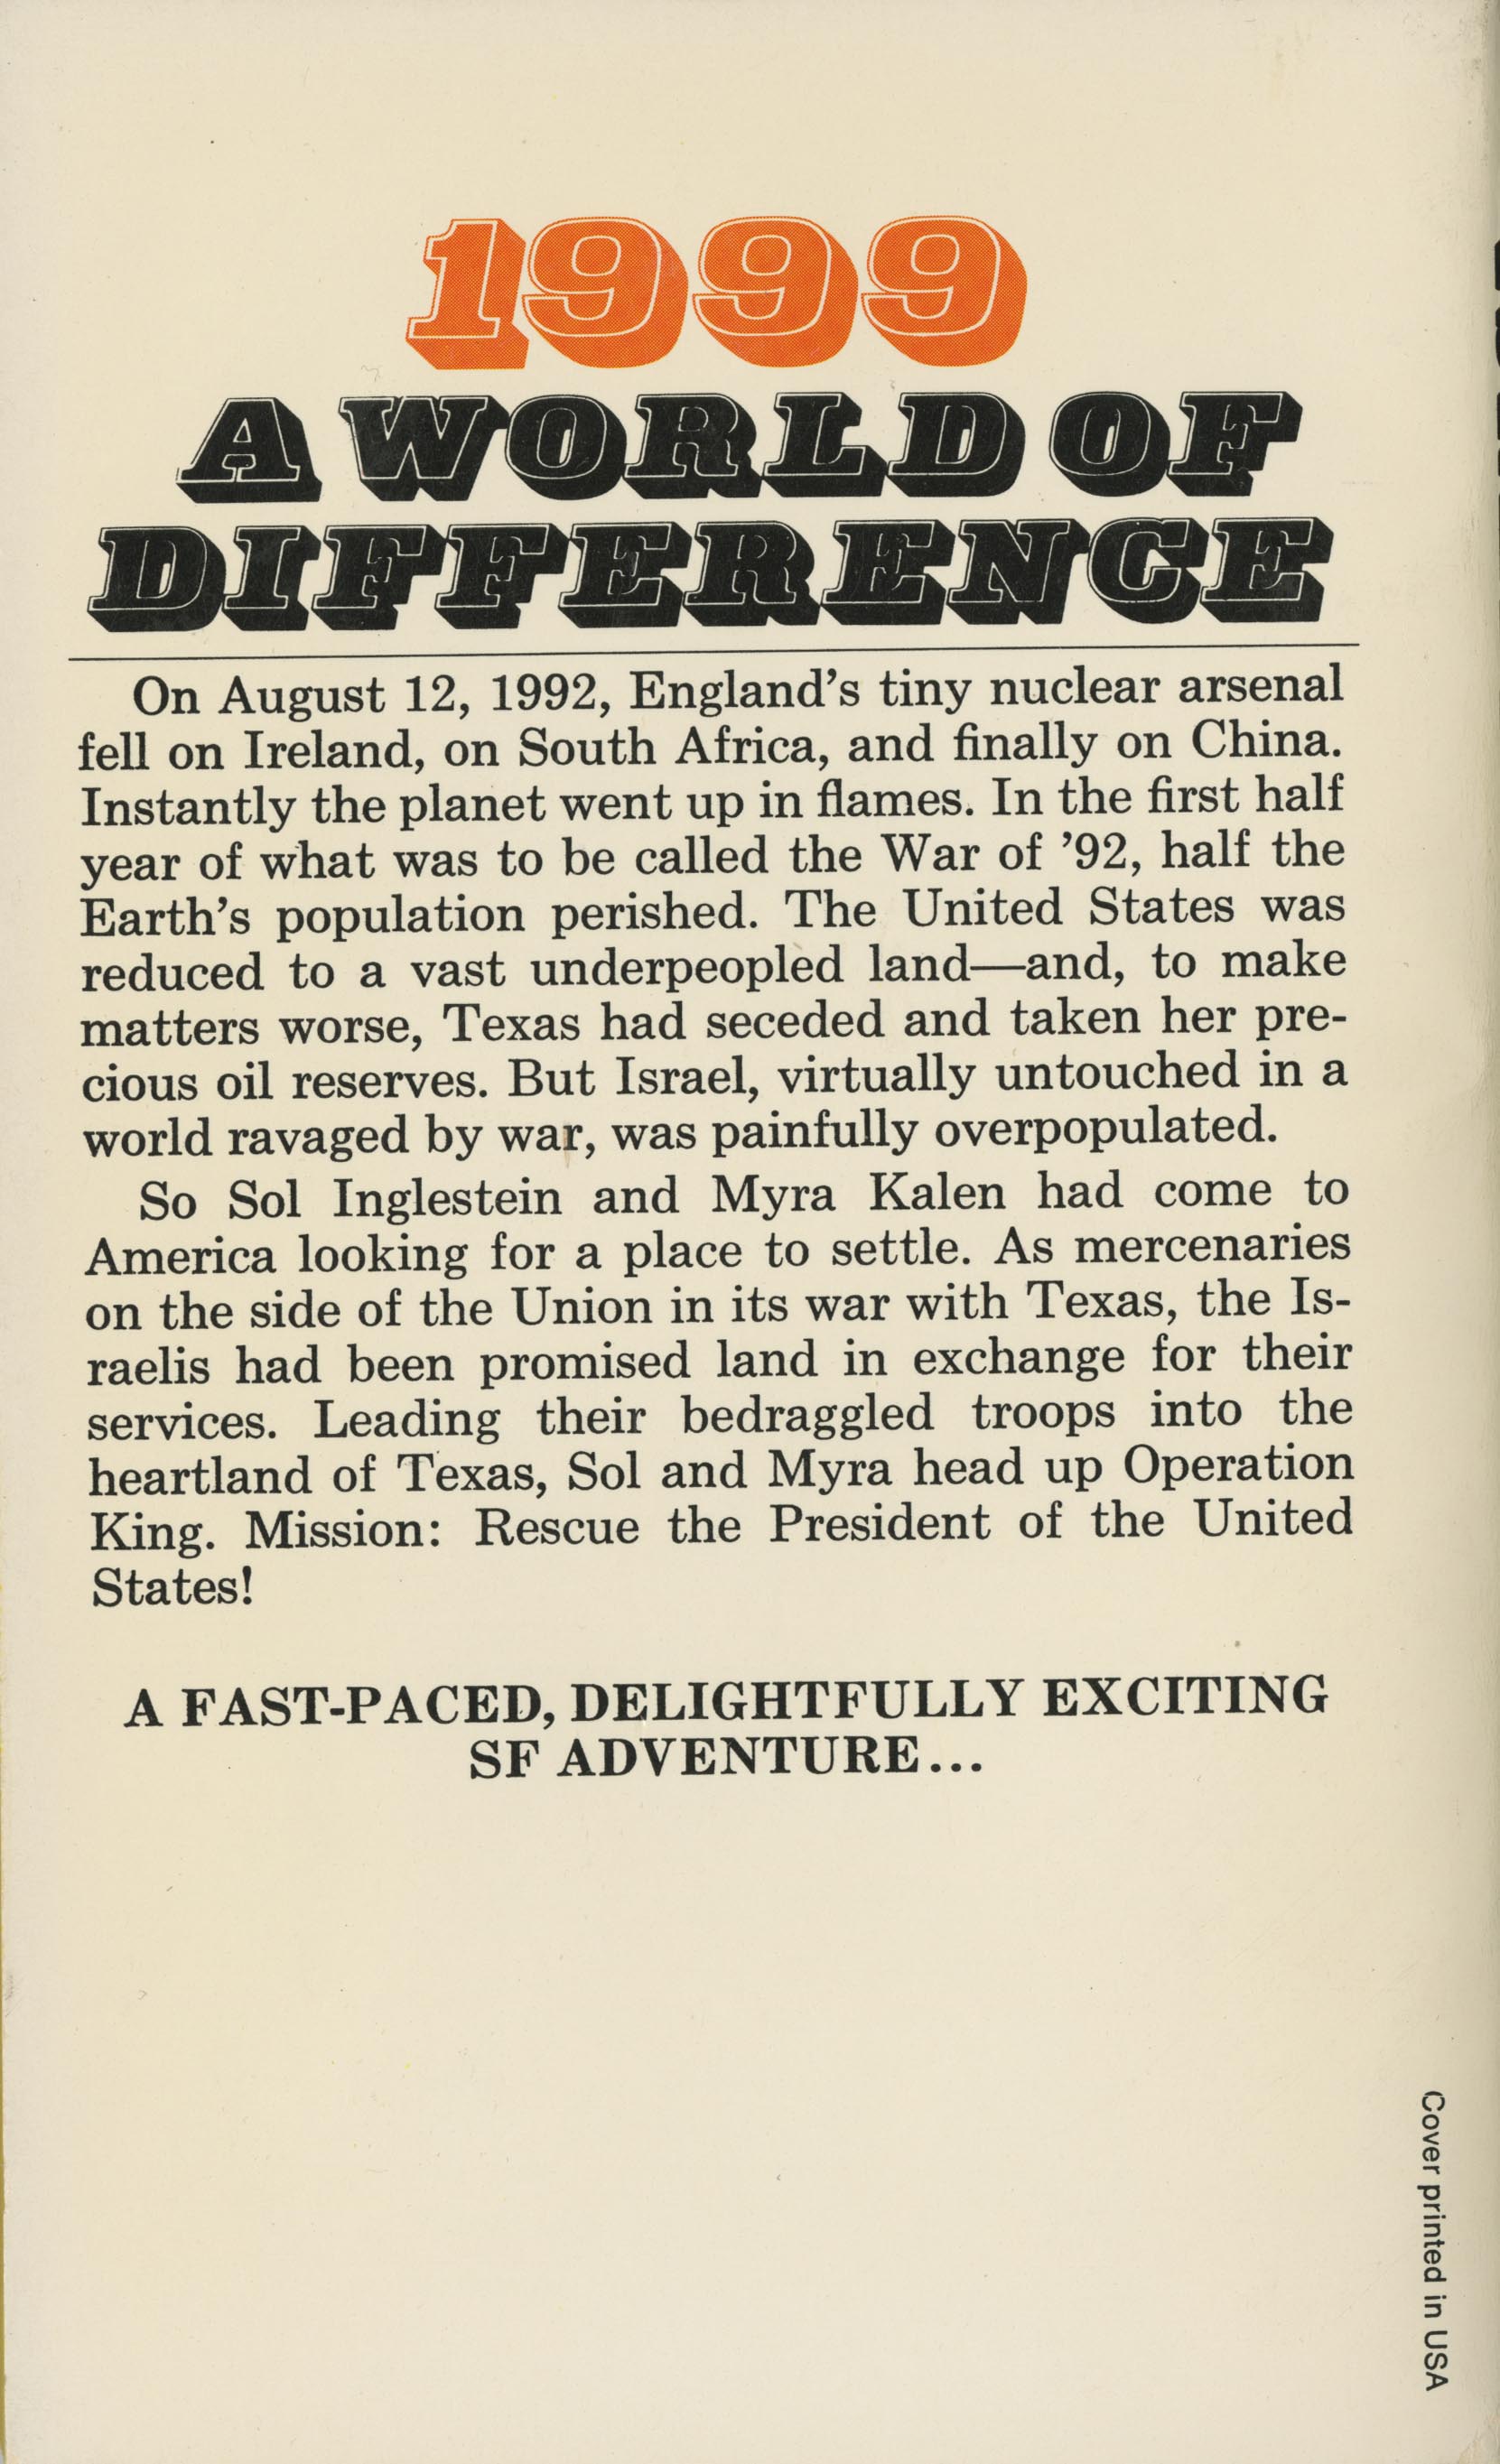 1999
A WORLD OF
DIFFERENCE
On August 12, 1992, England's tiny nuclear arsenal
fell on Ireland, on South Africa, and finally on China.
Instantly the planet went up in flames. In the first half
year of what was to be called the War of '92, half the
Earth's population perished. The United States was
reduced to a vast underpeopled land—and, to make
matters worse, Texas had seceded and taken her pre-
cious oil reserves. But Israel, virtually untouched in a
world ravaged by war, was painfully overpopulated.
So Sol Inglestein and Myra Kalen had come to
America looking for a place to settle. As mercenaries
on the side of the Union in its war with Texas, the Is-
raelis had been promised land in exchange for their
services. Leading their bedraggled troops into the
heartland of Texas, Sol and Myra head up Operation
King. Mission: Rescue the President of the United
States!
A FAST-PACED, DELIGHTFULLY EXCITING
SF ADVENTURE...
Cover printed in USA